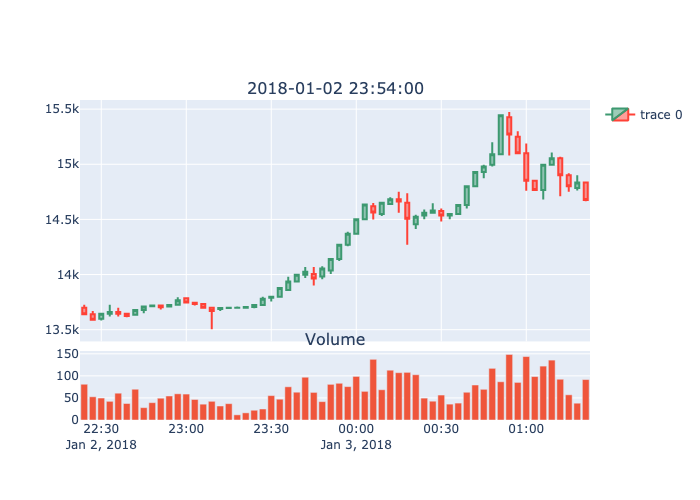 2018-01-02 23:54:00
15.5k
15k
14.5k
14k
13.5k
trace 0
Volume
150
100
50
0
22:30 23:00 23:30 00:00 00:30 01:00
Jan 2, 2018 Jan 3, 2018